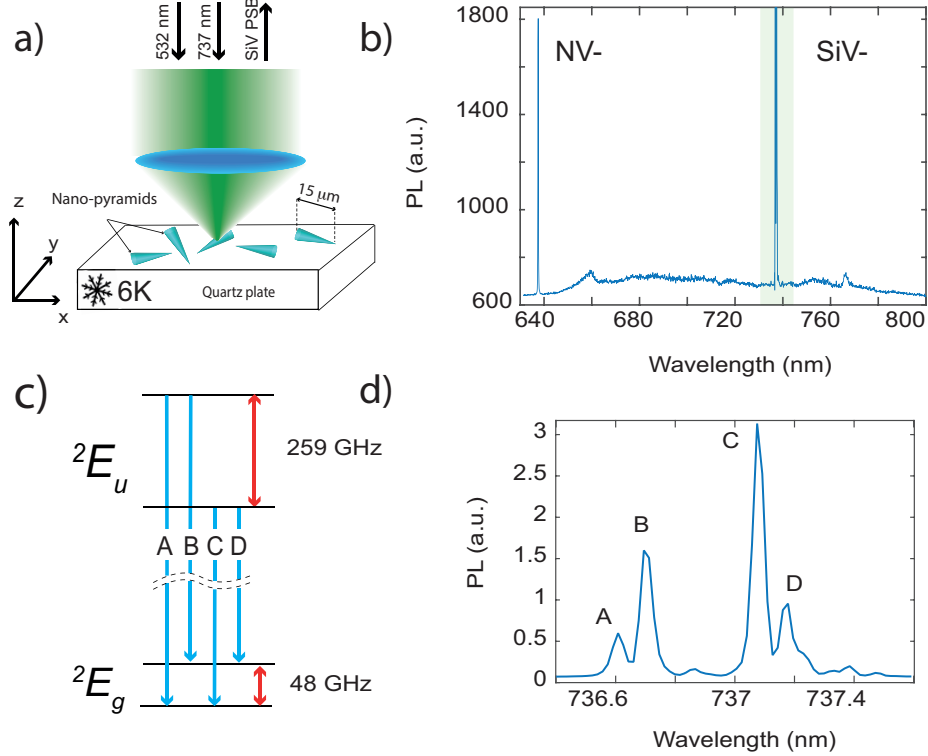 a)
532 nm
737 nm
SiV PSB
Nano-pyramids
15 μm
z
y
x
6K
Quartz plate
b)
NV-
SiV-
PL (a.u.)
1800
1400
1000
600
640
680
720
760
800
Wavelength (nm)
c)
²Eᵤ
259 GHz
A B C D
²E_g
48 GHz
d)
PL (a.u.)
3
2.5
2
1.5
1
0.5
0
A
B
C
D
736.6
737
737.4
Wavelength (nm)